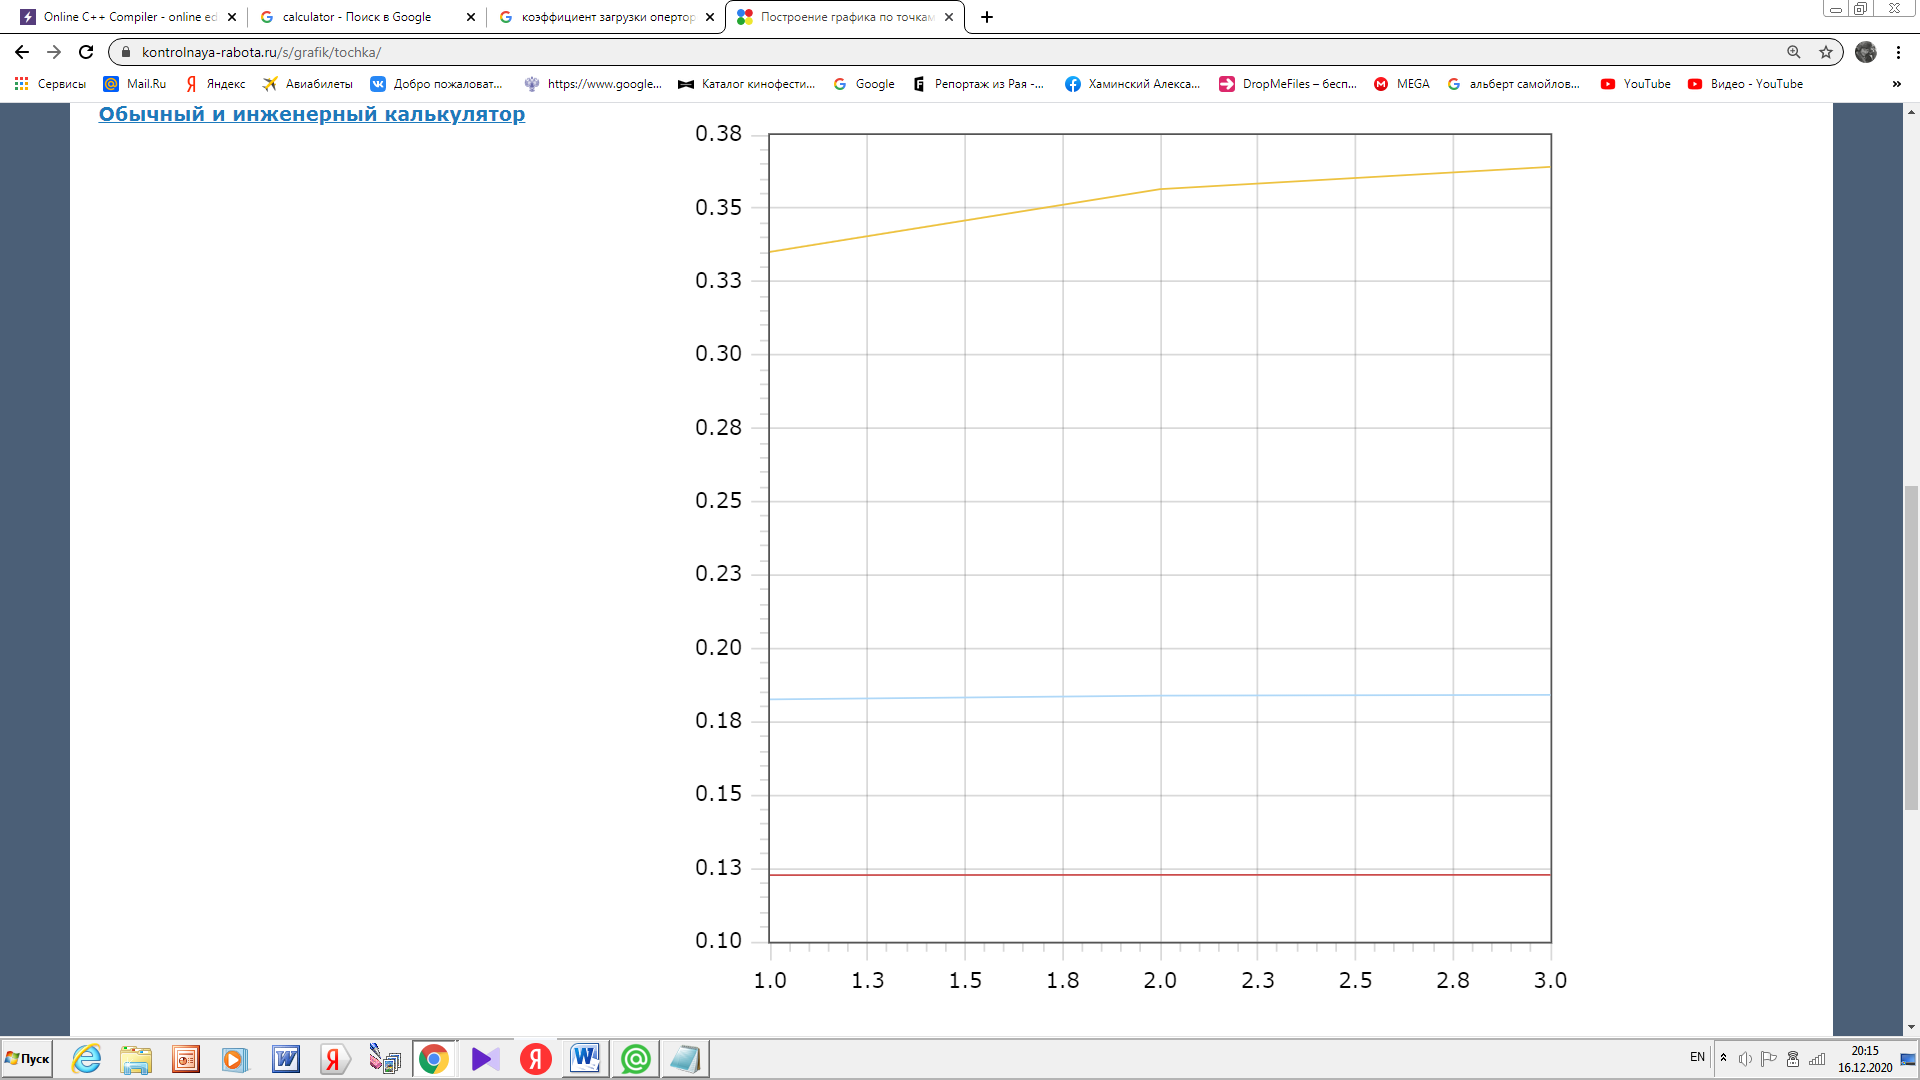 Online C++ Compiler - online ed
calculator - Поиск в Google
коэффициент загрузки опертор
Построение графика по точкам
kontrolnaya-rabota.ru/s/grafik/tochka/
Сервисы
Mail.Ru
Яндекс
Авиабилеты
Добро пожаловат...
https://www.google...
Каталог кинофести...
Google
Репортаж из Рая -...
Хаминский Алекса...
DropMeFiles – бесп...
MEGA
альберт самойлов...
YouTube
Видео - YouTube
»
Обычный и инженерный калькулятор
0.38
0.35
0.33
0.30
0.28
0.25
0.23
0.20
0.18
0.15
0.13
0.10
1.0 1.3 1.5 1.8 2.0 2.3 2.5 2.8 3.0
Пуск
EN
20:15
16.12.2020